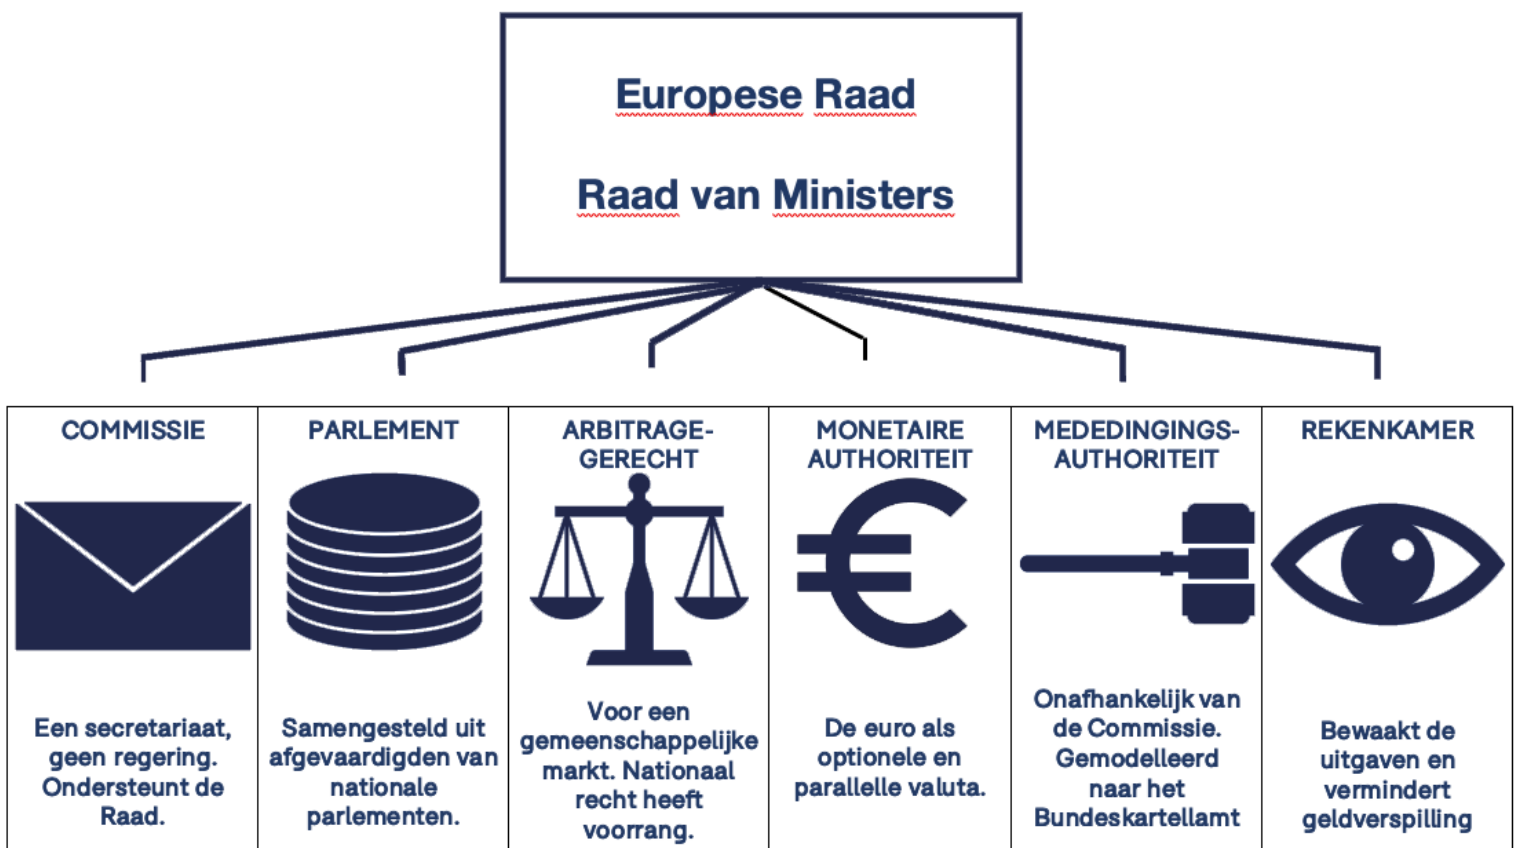 Europese Raad
Raad van Ministers
COMMISSIE
Een secretariaat,
geen regering.
Ondersteunt de
Raad.
PARLEMENT
Samengesteld uit
afgevaardigden van
nationale
parlementen.
ARBITRAGE-
GERECHT
Voor een
gemeenschappelijke
markt. Nationaal
recht heeft
voorrang.
MONETAIRE
AUTHORITEIT
De euro als
optionele en
parallelle valuta.
MEDEDINGINGS-
AUTHORITEIT
Onafhankelijk van
de Commissie.
Gemodelleerd
naar het
Bundeskartellamt
REKENKAMER
Bewaakt de
uitgaven en
vermindert
geldverspilling